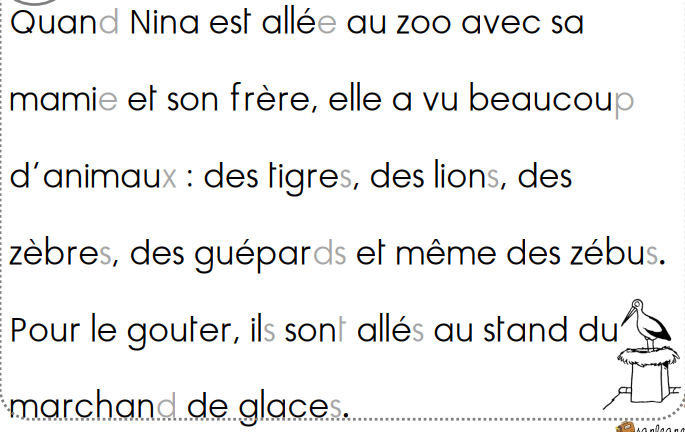 Quand Nina est allée au zoo avec sa
mamie et son frère, elle a vu beaucoup
d'animaux : des tigres, des lions, des
zèbres, des guépards et même des zébus.
Pour le gouter, ils sont allés au stand du
marchand de glaces.